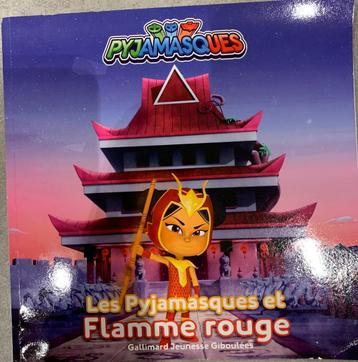 PYJAMASQUES
Les Pyjamasques et
Flamme rouge
Gallimard Jeunesse Giboulées